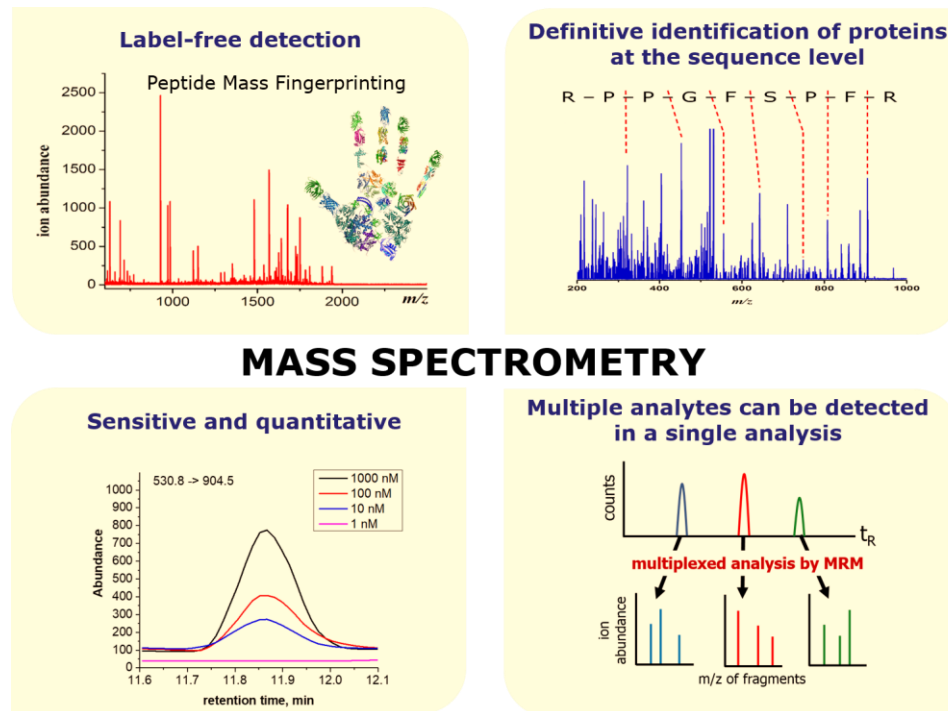 Label-free detection
Peptide Mass Fingerprinting
2500
2000
1500
1000
500
0
ion abundance
1000
1500
2000
m/z
Definitive identification of proteins
at the sequence level
R – P – P – G – F – S – P – F – R
200
400
600
800
1000
m/z
MASS SPECTROMETRY
Sensitive and quantitative
530.8 -> 904.5
1000 nM
100 nM
10 nM
1 nM
1000
900
800
700
600
500
400
300
200
100
0
Abundance
11.6
11.7
11.8
11.9
12.0
12.1
retention time, min
Multiple analytes can be detected
in a single analysis
counts
tR
multiplexed analysis by MRM
ion
abundance
m/z of fragments